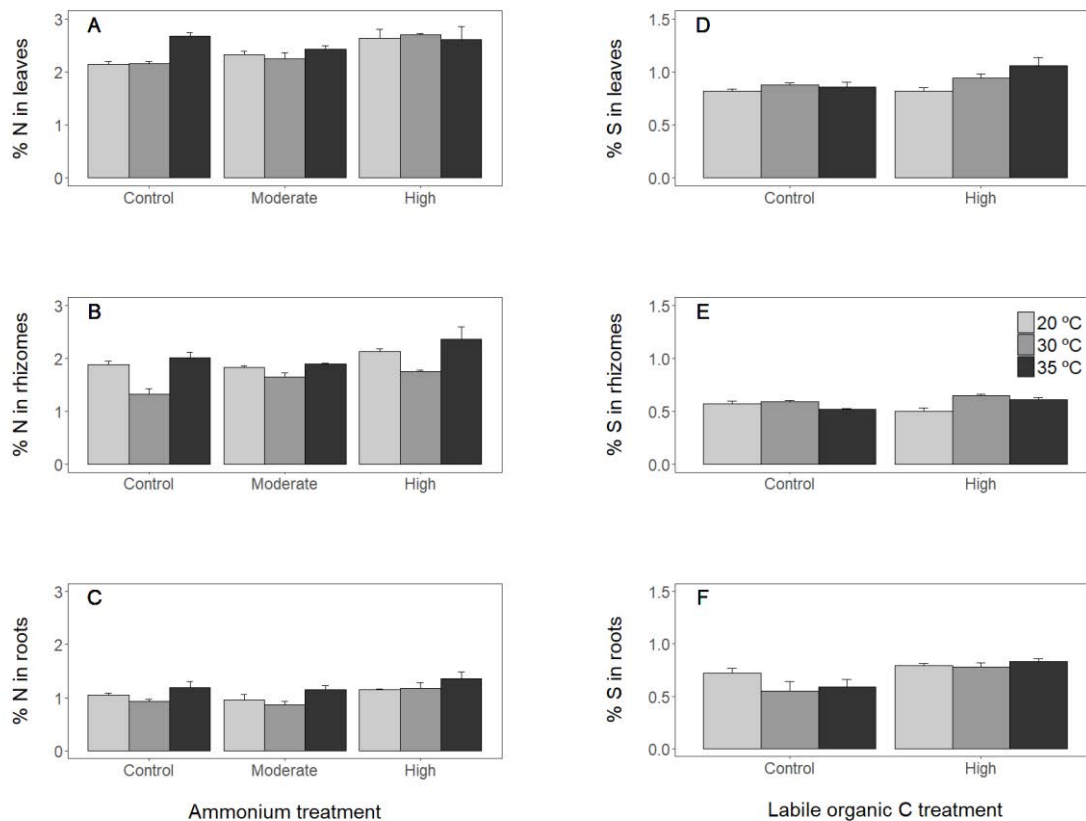 A
% N in leaves
3
2
1
0
Control Moderate High
D
% S in leaves
1.5
1.0
0.5
0.0
Control High
B
% N in rhizomes
3
2
1
0
Control Moderate High
E
% S in rhizomes
1.5
1.0
0.5
0.0
20 ºC
30 ºC
35 ºC
Control High
C
% N in roots
3
2
1
0
Control Moderate High
Ammonium treatment
F
% S in roots
1.5
1.0
0.5
0.0
Control High
Labile organic C treatment